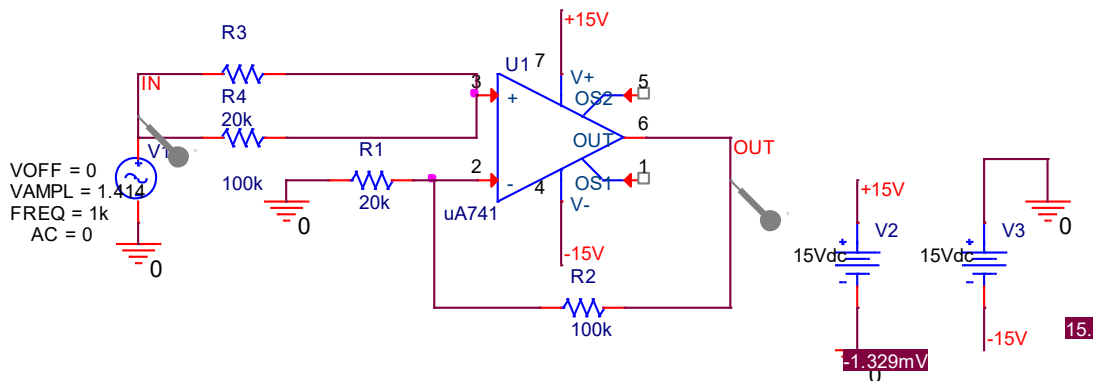 R3
IN
R4
20k
100k
V1
VOFF = 0
VAMPL = 1.414
FREQ = 1k
AC = 0
0
R1
20k
0
U1
uA741
3
+
2
-
7
V+
5
OS2
6
OUT
1
OS1
4
V-
+15V
-15V
OUT
R2
100k
+15V
V2
15Vdc
+
-
0
-1.329mV
V3
15Vdc
+
-
-15V
0
15.